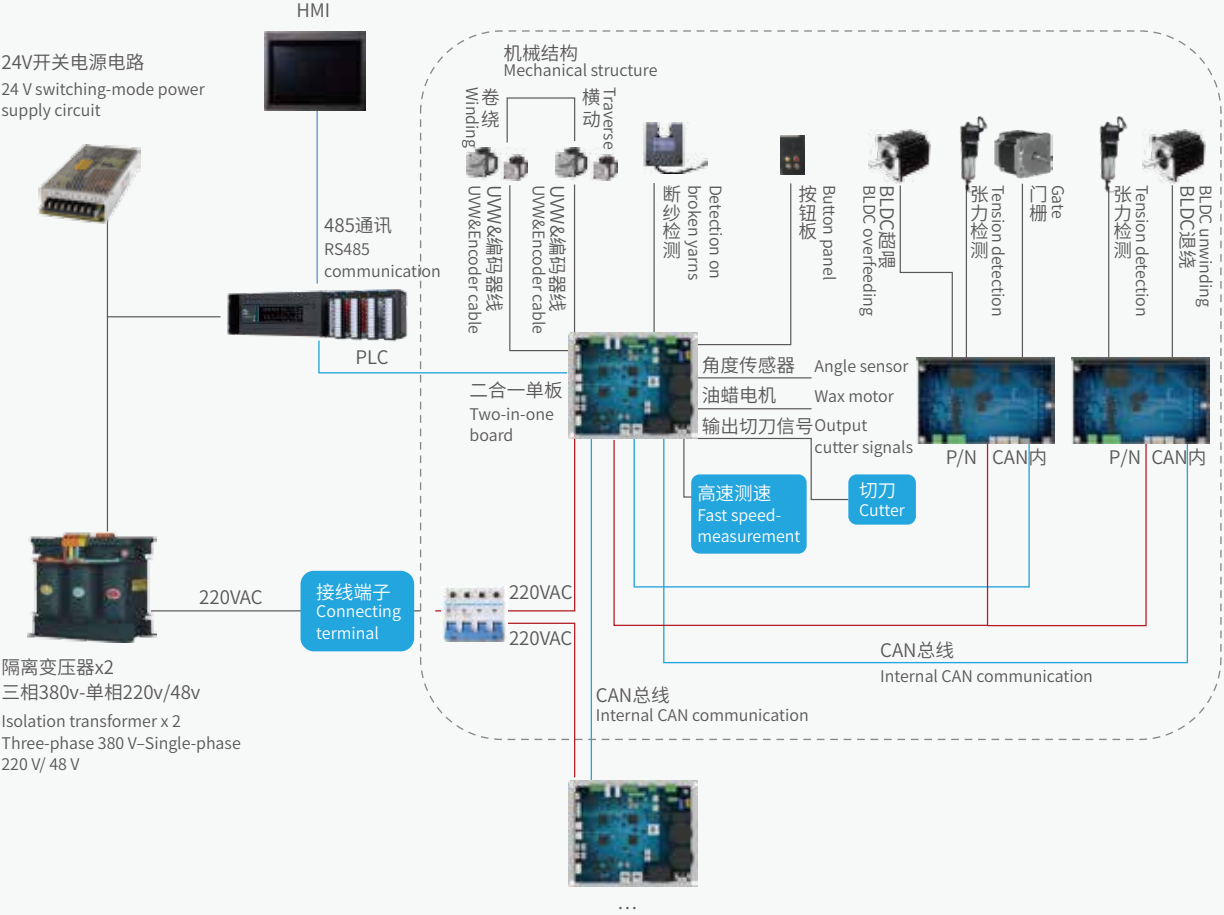 HMI
24V开关电源电路
24 V switching-mode power
supply circuit
机械结构
Mechanical structure
卷绕
Winding
横动
Traverse
UVW&编码器线
UVW&Encoder cable
UVW&编码器线
UVW&Encoder cable
断纱检测
Detection on
broken yarns
按钮板
Button panel
BLDC超喂
BLDC overfeeding
张力检测
Tension detection
门栅
Gate
张力检测
Tension detection
BLDC退绕
BLDC unwinding
485通讯
RS485
communication
PLC
二合一单板
Two-in-one
board
角度传感器
Angle sensor
油蜡电机
Wax motor
输出切刀信号
Output
cutter signals
P/N
CAN内
P/N
CAN内
高速测速
Fast speed-
measurement
切刀
Cutter
220VAC
接线端子
Connecting
terminal
220VAC
220VAC
隔离变压器x2
三相380v-单相220v/48v
Isolation transformer x 2
Three-phase 380 V–Single-phase
220 V/ 48 V
CAN总线
Internal CAN communication
CAN总线
Internal CAN communication
...